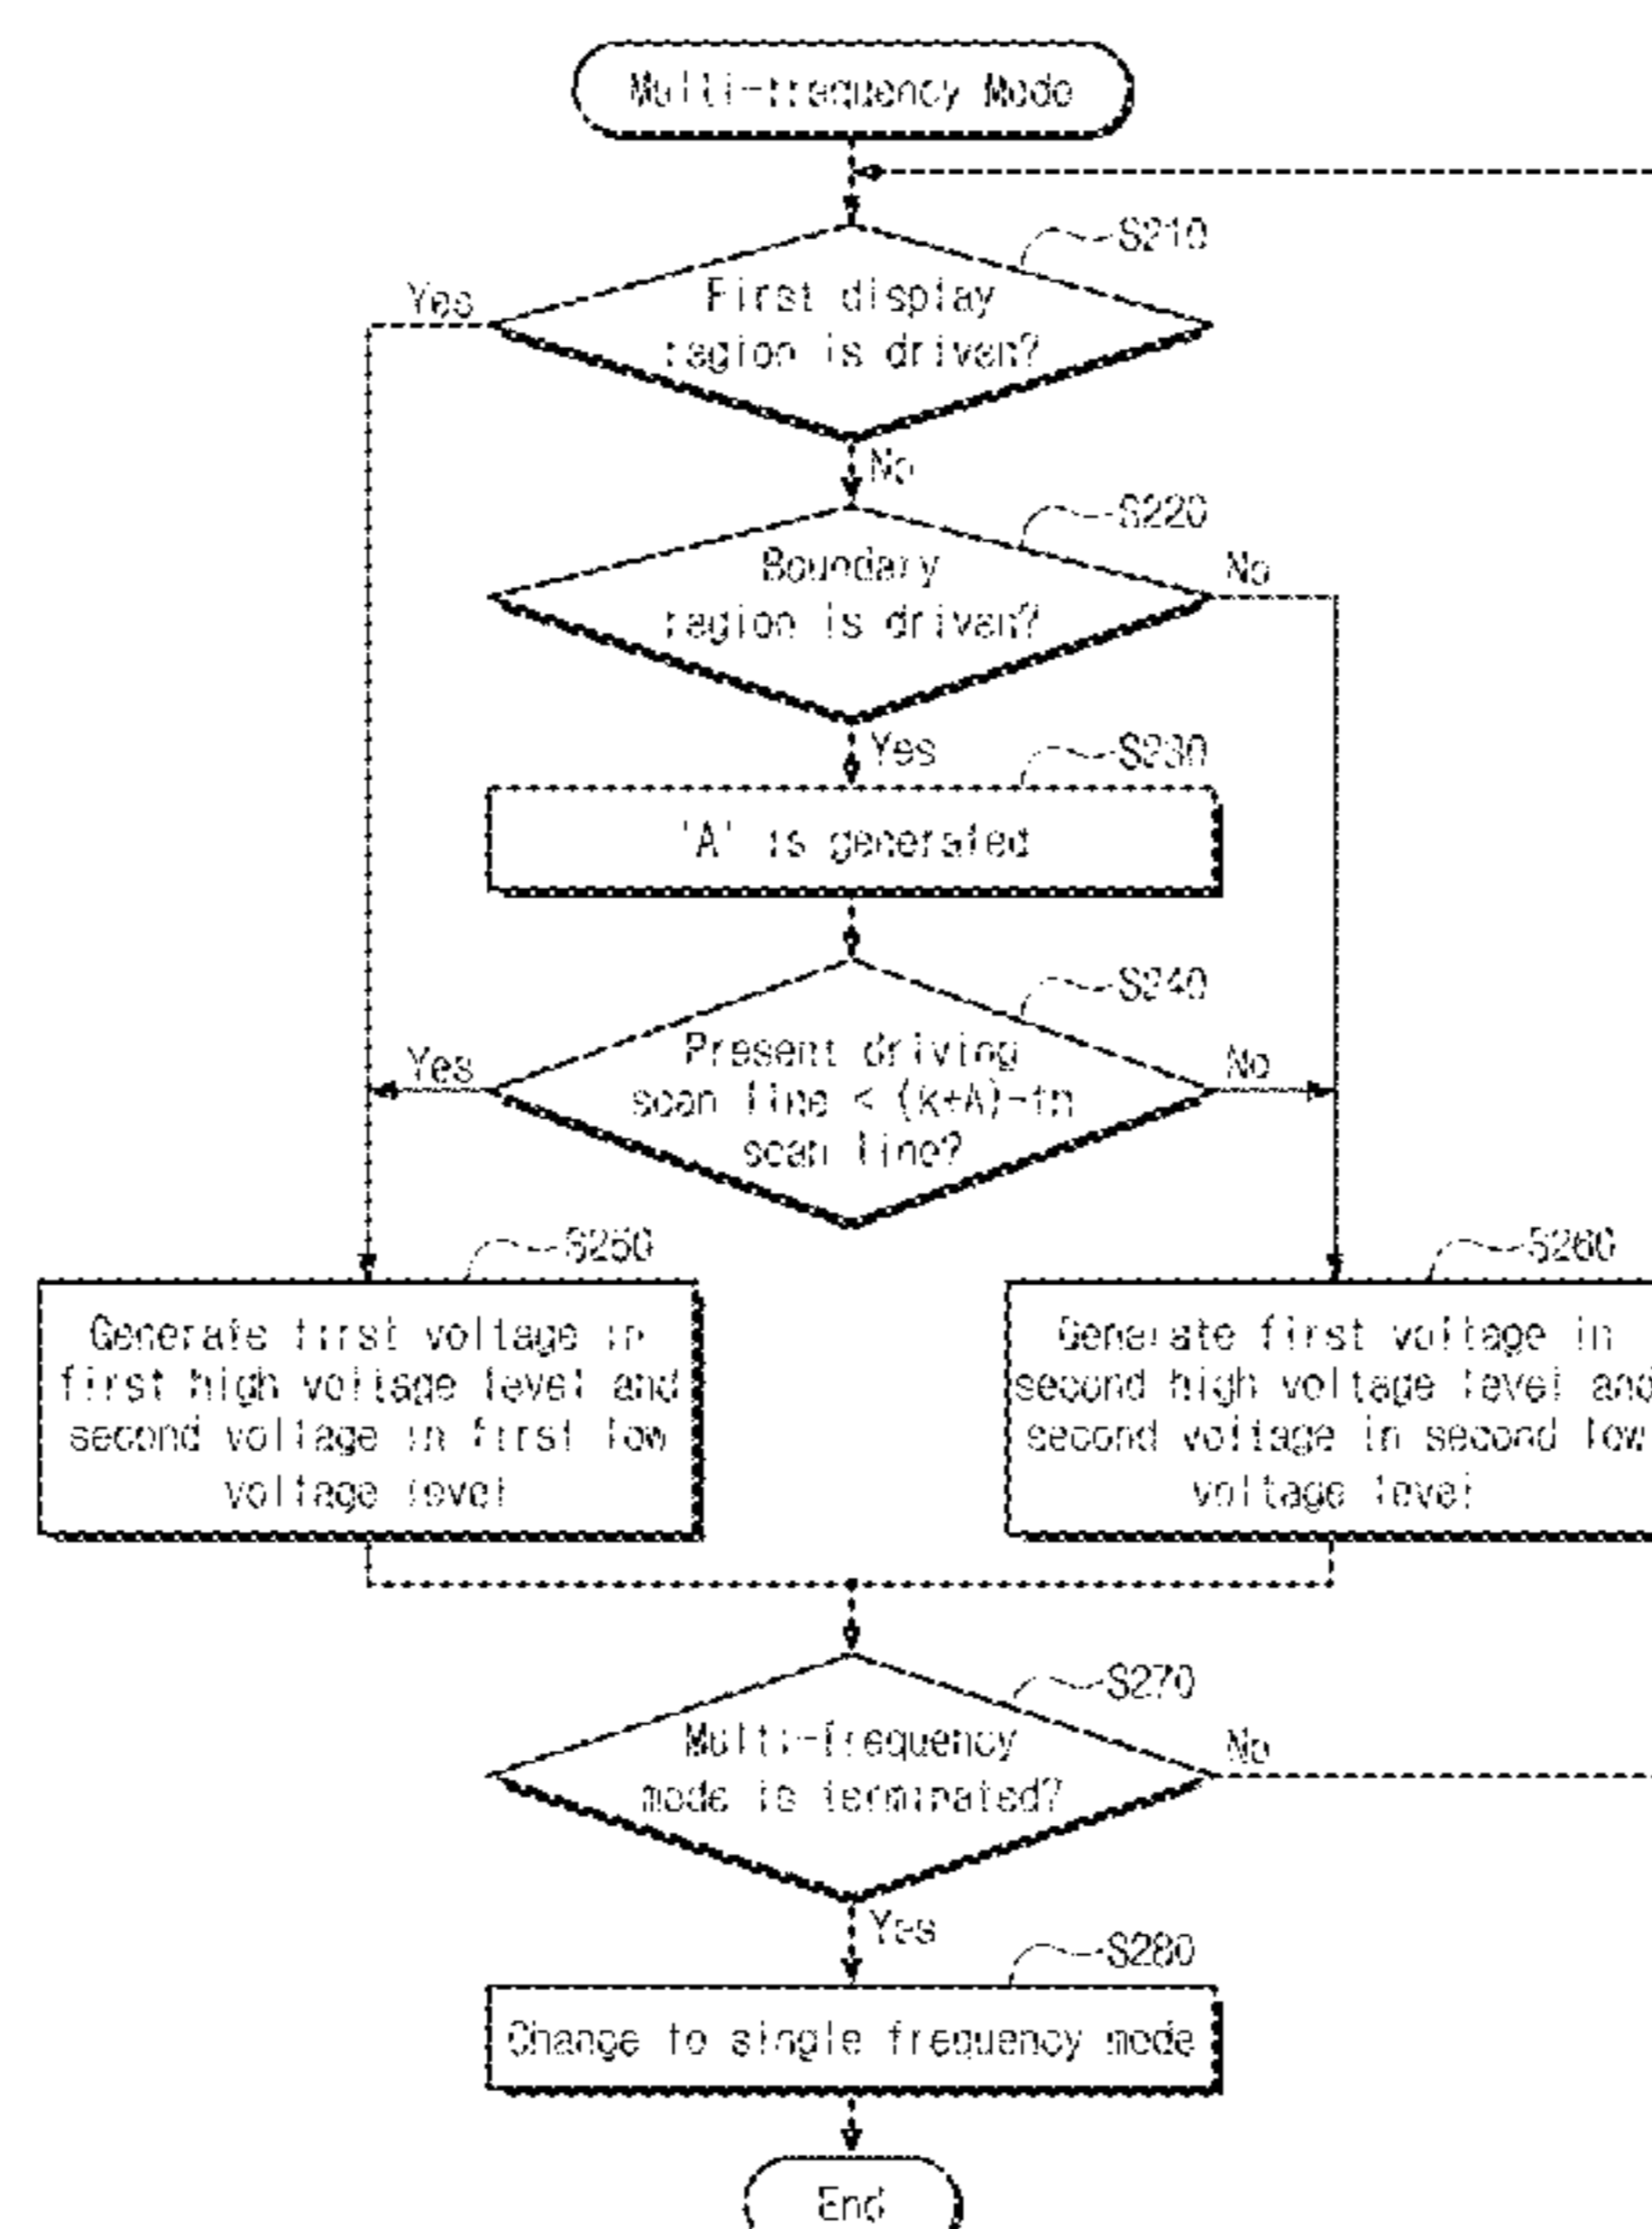 Multi-frequency Mode
S210
Yes
First display
region is driven?
No
S220
Boundary
region is driven?
No
Yes
S230
'A' is generated
S240
Yes
Present driving
scan line < (k+A)-th
scan line?
No
S250
Generate first voltage in
first high voltage level and
second voltage in first low
voltage level
S260
Generate first voltage in
second high voltage level and
second voltage in second low
voltage level
S270
Multi-frequency
mode is terminated?
No
Yes
S280
Change to single frequency mode
End